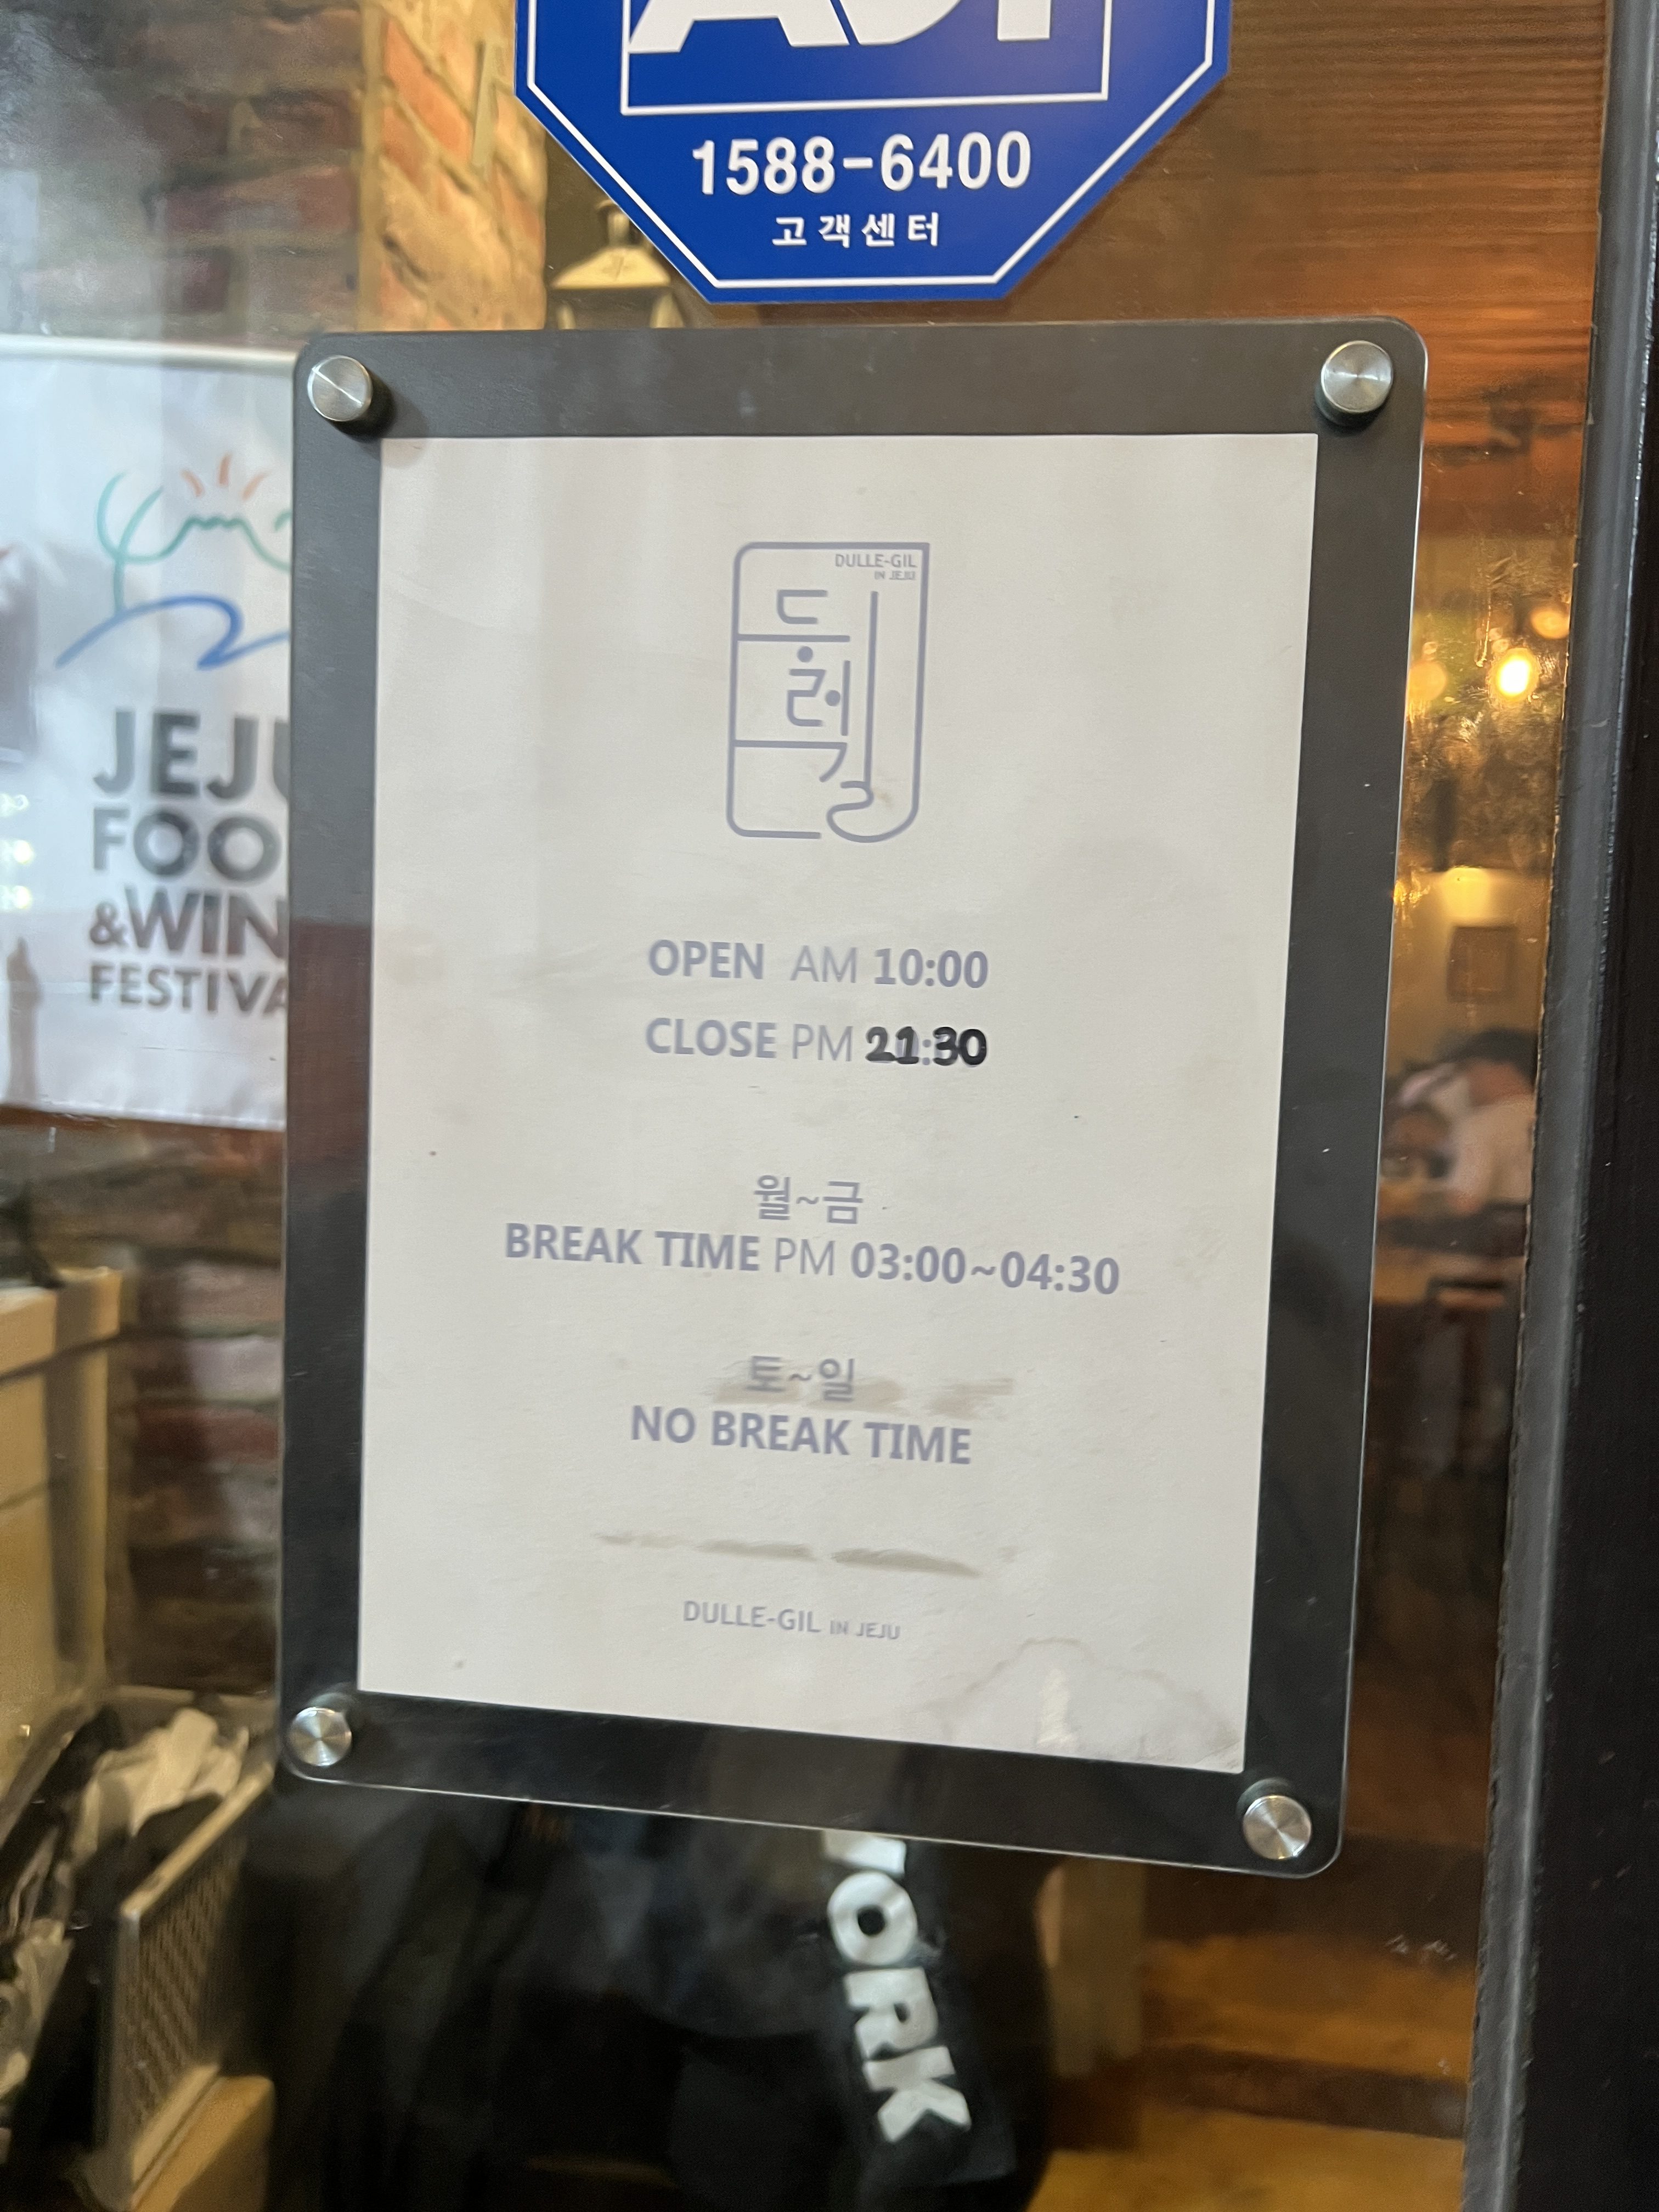 ADT
1588-6400
고객센터
JEJU
FOO
&WIN
FESTIVA
DULLE-GIL
IN JEJU
둘
레
길
OPEN AM 10:00
CLOSE PM 21:30
월~금
BREAK TIME PM 03:00~04:30
토~일
NO BREAK TIME
DULLE-GIL IN JEJU
ORK